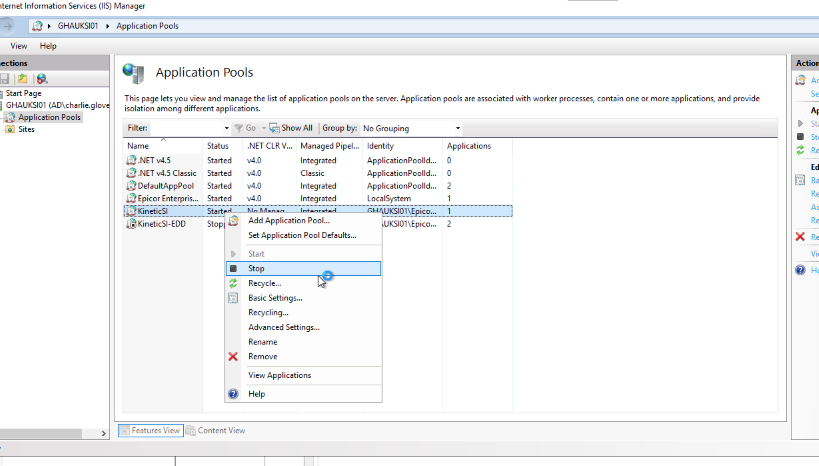 nternet Information Services (IIS) Manager
GHAUKSI01 Application Pools
View Help
ections
Start Page
GHAUKSI01 (AD\charlie.glove
Application Pools
Sites
Application Pools
This page lets you view and manage the list of application pools on the server. Application pools are associated with worker processes, contain one or more applications, and provide
isolation among different applications.
Filter: Go Show All Group by: No Grouping
Name Status .NET CLR V... Managed Pipel... Identity Applications
.NET v4.5 Started v4.0 Integrated ApplicationPoolId... 0
.NET v4.5 Classic Started v4.0 Classic ApplicationPoolId... 0
DefaultAppPool Started v4.0 Integrated ApplicationPoolId... 2
Epicor Enterpris... Started v4.0 Integrated LocalSystem 1
KineticSI Started No Manag... Integrated GHAUKSI01\Epico... 1
KineticSI-EDD Stopp GHAUKSI01\Epico... 2
Add Application Pool...
Set Application Pool Defaults...
Start
Stop
Recycle...
Basic Settings...
Recycling...
Advanced Settings...
Rename
Remove
View Applications
Help
Features View Content View
Action
Ad
Se
Ap
Sta
Sto
Re
Edi
Ba
Re
Ad
Re
Re
Vi
He